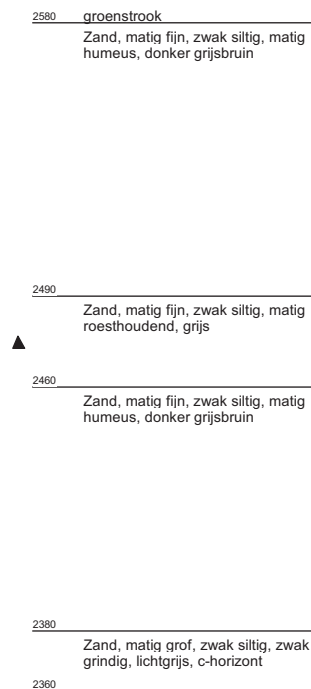 2580 groenstrook
Zand, matig fijn, zwak siltig, matig
humeus, donker grijsbruin
2490
Zand, matig fijn, zwak siltig, matig
roesthoudend, grijs
2460
Zand, matig fijn, zwak siltig, matig
humeus, donker grijsbruin
2380
Zand, matig grof, zwak siltig, zwak
grindig, lichtgrijs, c-horizont
2360